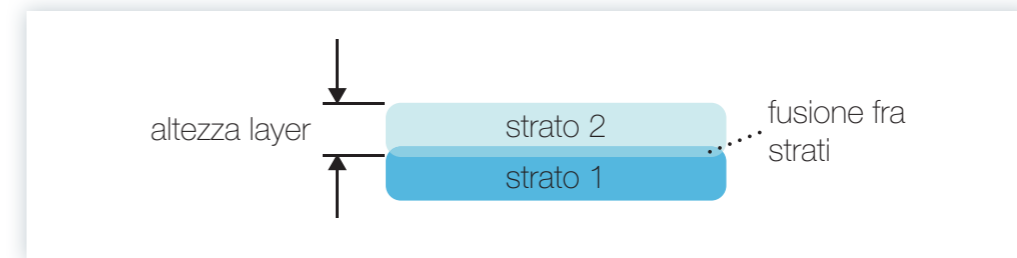 altezza layer
strato 2
strato 1
fusione fra
strati